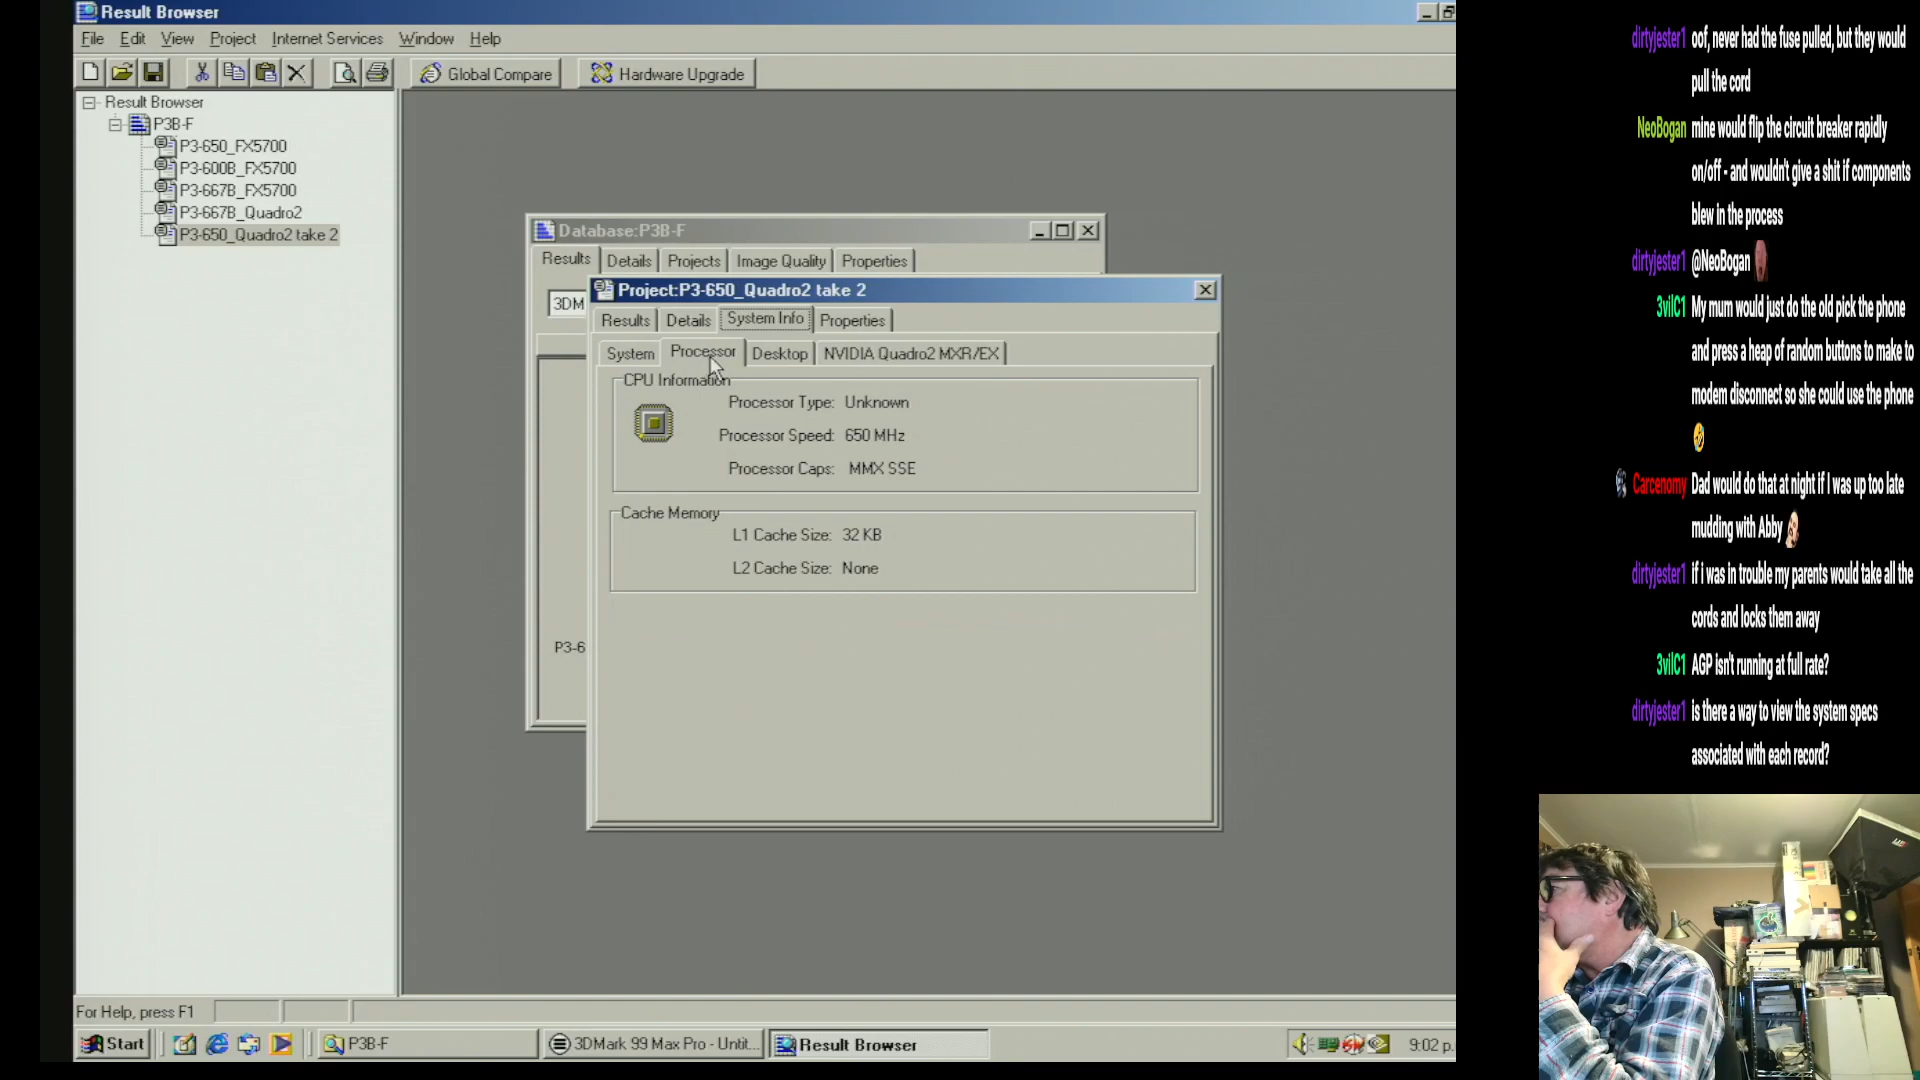 Result Browser
File Edit View Project Internet Services Window Help
Global Compare Hardware Upgrade
Result Browser
P3B-F
P3-650_FX5700
P3-600B_FX5700
P3-667B_FX5700
P3-667B_Quadro2
P3-650_Quadro2 take 2
Database:P3B-F
Results Details Projects Image Quality Properties
3DM
P3-6
Project:P3-650_Quadro2 take 2
Results Details System Info Properties
System Processor Desktop NVIDIA Quadro2 MXR/EX
CPU Information
Processor Type: Unknown
Processor Speed: 650 MHz
Processor Caps: MMX SSE
Cache Memory
L1 Cache Size: 32 KB
L2 Cache Size: None
For Help, press F1
Start P3B-F 3DMark 99 Max Pro - Untit... Result Browser 9:02 p.
dirtyjester1 oof, never had the fuse pulled, but they would
pull the cord
NeoBogan mine would flip the circuit breaker rapidly
on/off - and wouldn't give a shit if components
blew in the process
dirtyjester1 @NeoBogan
3vilC1 My mum would just do the old pick the phone
and press a heap of random buttons to make to
modem disconnect so she could use the phone
Carcenomy Dad would do that at night if I was up too late
mudding with Abby
dirtyjester1 if i was in trouble my parents would take all the
cords and locks them away
3vilC1 AGP isn't running at full rate?
dirtyjester1 is there a way to view the system specs
associated with each record?